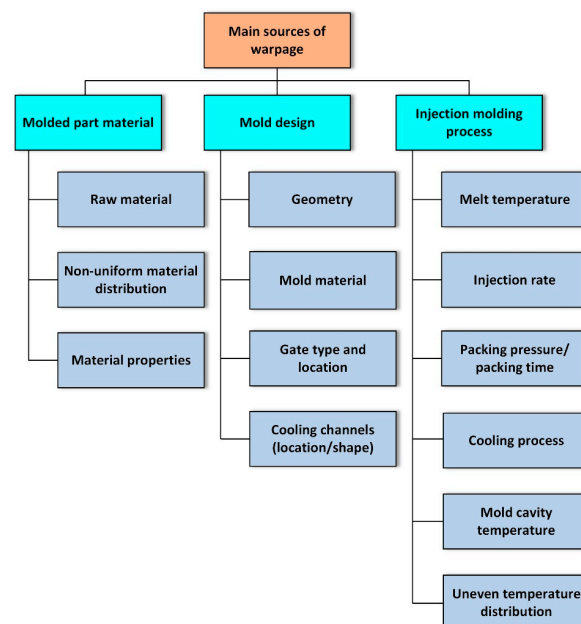 Main sources of
warpage
Molded part material
Mold design
Injection molding
process
Raw material
Non-uniform material
distribution
Material properties
Geometry
Mold material
Gate type and
location
Cooling channels
(location/shape)
Melt temperature
Injection rate
Packing pressure/
packing time
Cooling process
Mold cavity
temperature
Uneven temperature
distribution